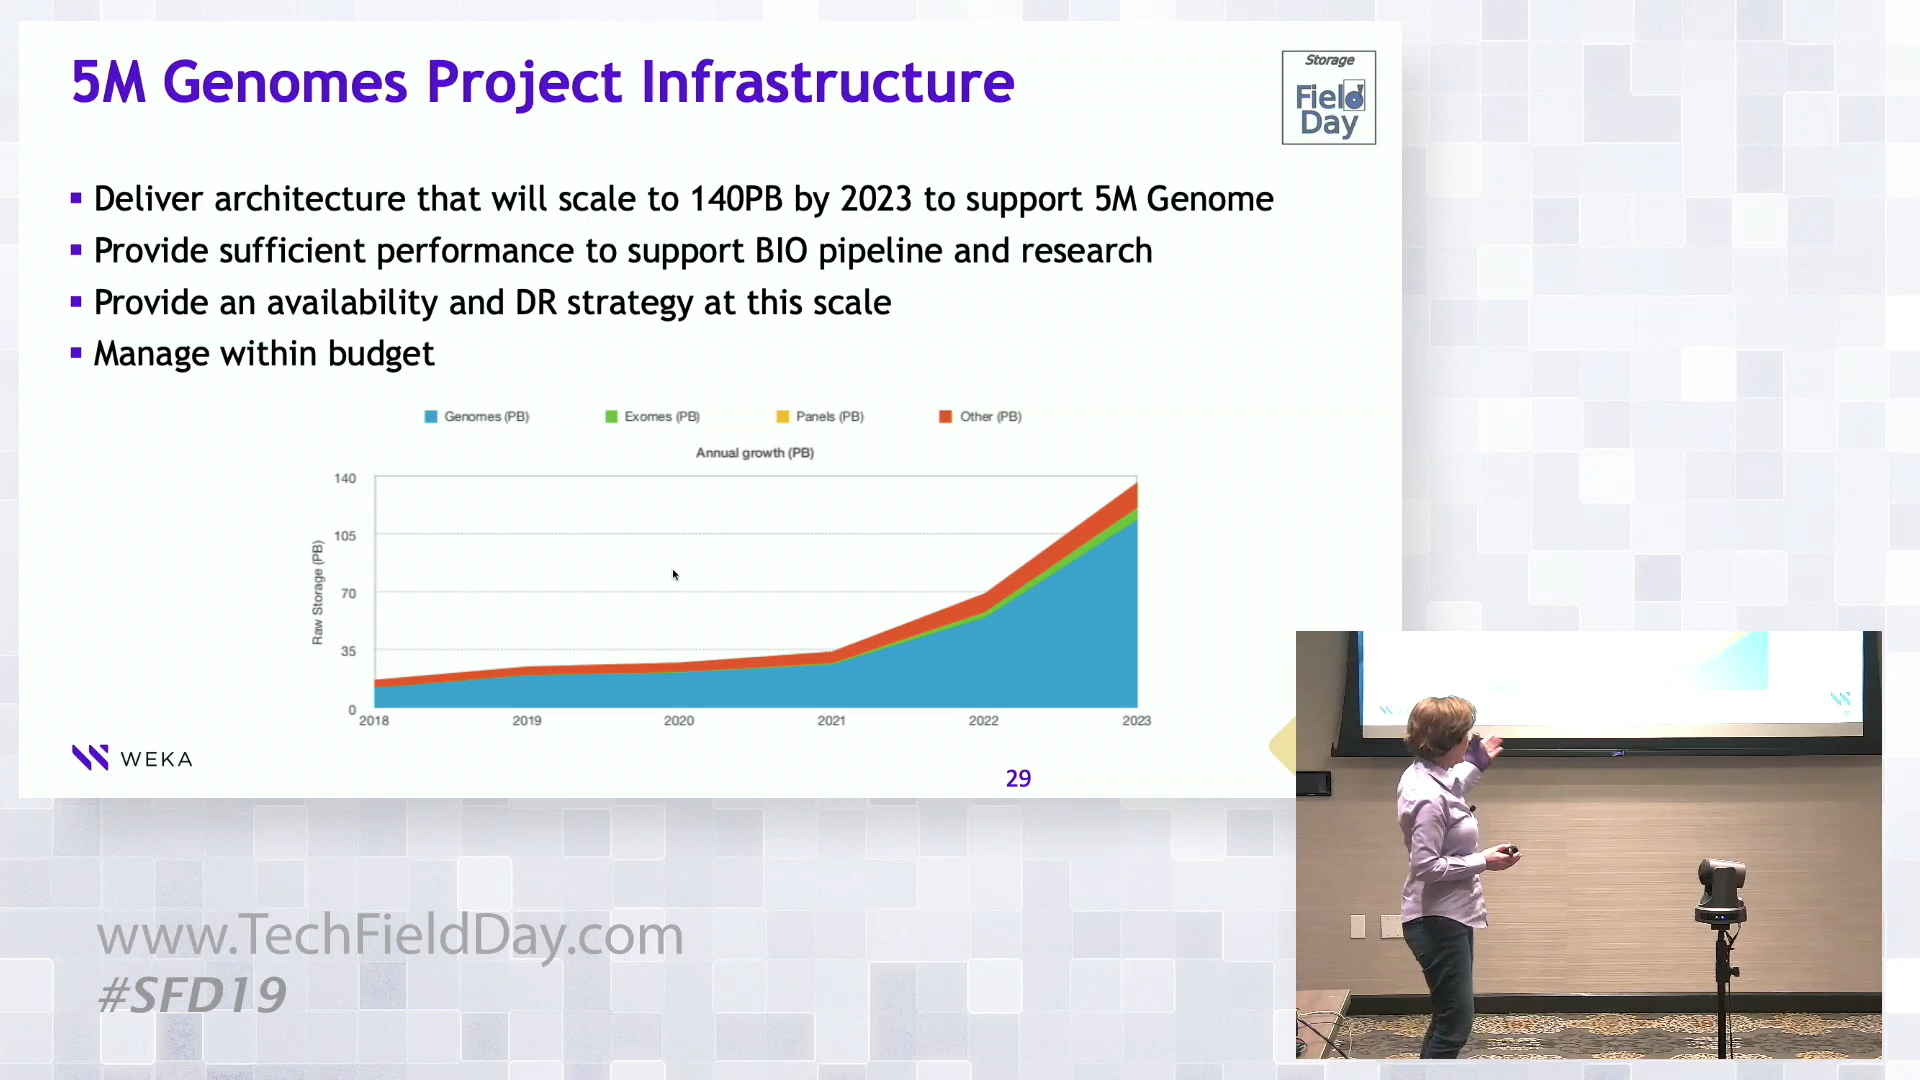 5M Genomes Project Infrastructure
Storage
Field
Day
Deliver architecture that will scale to 140PB by 2023 to support 5M Genome
Provide sufficient performance to support BIO pipeline and research
Provide an availability and DR strategy at this scale
Manage within budget
Genomes (PB)
Exomes (PB)
Panels (PB)
Other (PB)
Annual growth (PB)
Raw Storage (PB)
140
105
70
35
0
2018
2019
2020
2021
2022
2023
WEKA
29
www.TechFieldDay.com
#SFD19